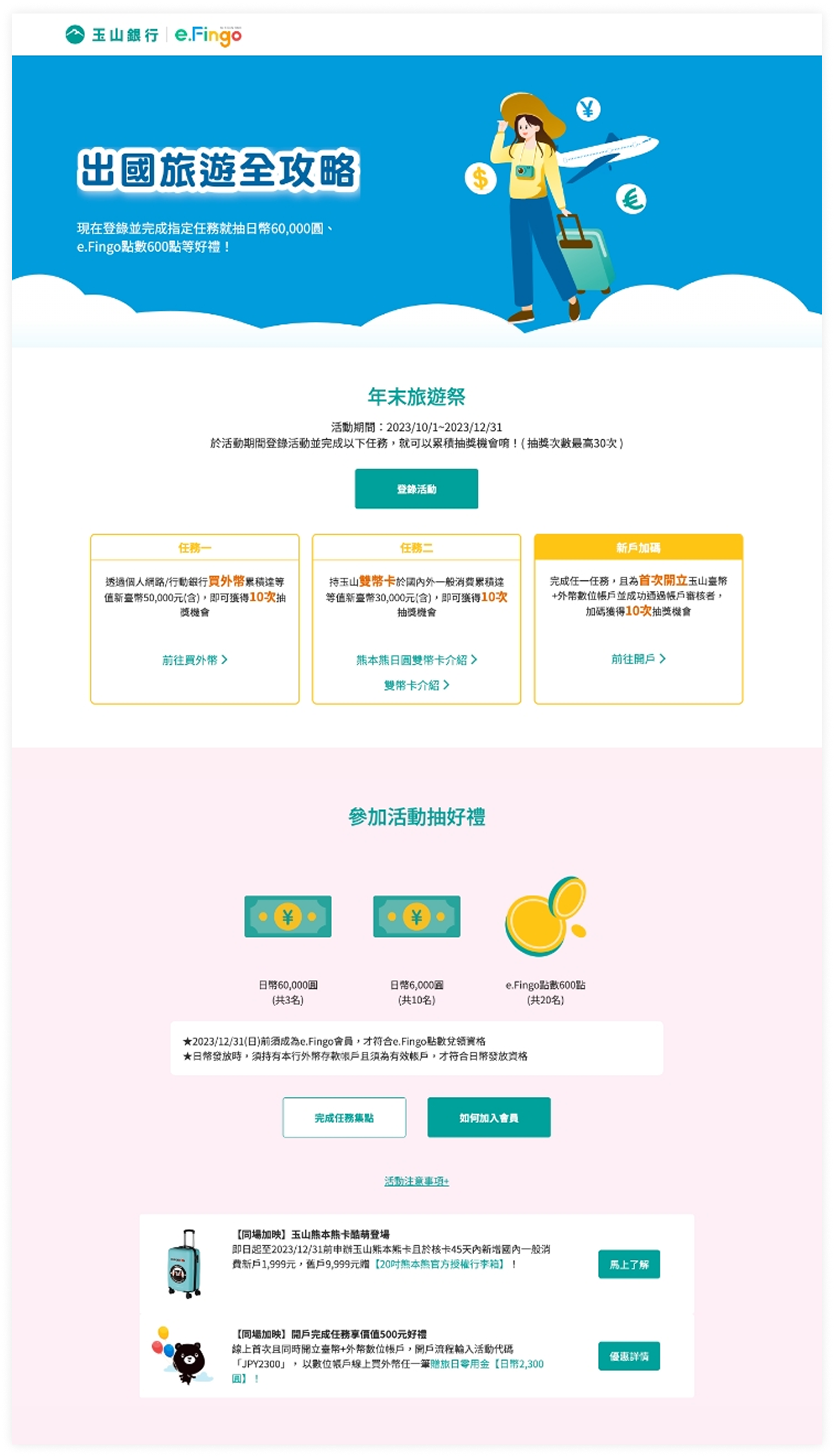 玉山銀行 e.Fingo
出國旅遊全攻略
現在登錄並完成指定任務就抽日幣60,000圓、
e.Fingo點數600點等好禮！
¥
$
€
年末旅遊祭
活動期間：2023/10/1~2023/12/31
於活動期間登錄活動並完成以下任務，就可以累積抽獎機會唷！( 抽獎次數最高30次 )
登錄活動
任務一
透過個人網路/行動銀行買外幣累積達等
值新臺幣50,000元(含)，即可獲得10次抽
獎機會
前往買外幣
任務二
持玉山雙幣卡於國內外一般消費累積達
等值新臺幣30,000元(含)，即可獲得10次
抽獎機會
熊本熊日圓雙幣卡介紹
雙幣卡介紹
新戶加碼
完成任一任務，且為首次開立玉山臺幣
+外幣數位帳戶並成功透過帳戶審核者，
加碼獲得10次抽獎機會
前往開戶
參加活動抽好禮
¥
¥
日幣60,000圓
(共3名)
日幣6,000圓
(共10名)
e.Fingo點數600點
(共20名)
★2023/12/31(日)前須成為e.Fingo會員，才符合e.Fingo點數兌領資格
★日幣發放時，須持有本行外幣存款帳戶且須為有效帳戶，才符合日幣發放資格
完成任務集點
如何加入會員
活動注意事項+
【同場加映】玉山熊本熊卡酷萌登場
即日起至2023/12/31前申辦玉山熊本熊卡且於核卡45天內新增國內一般消
費新戶1,999元，舊戶9,999元贈【20吋熊本熊官方授權行李箱】！
馬上了解
【同場加映】開戶完成任務享價值500元好禮
線上首次且同時開立臺幣+外幣數位帳戶，開戶流程輸入活動代碼
「JPY2300」， 以數位帳戶線上買外幣任一筆贈旅日零用金【日幣2,300
圓】！
優惠詳情